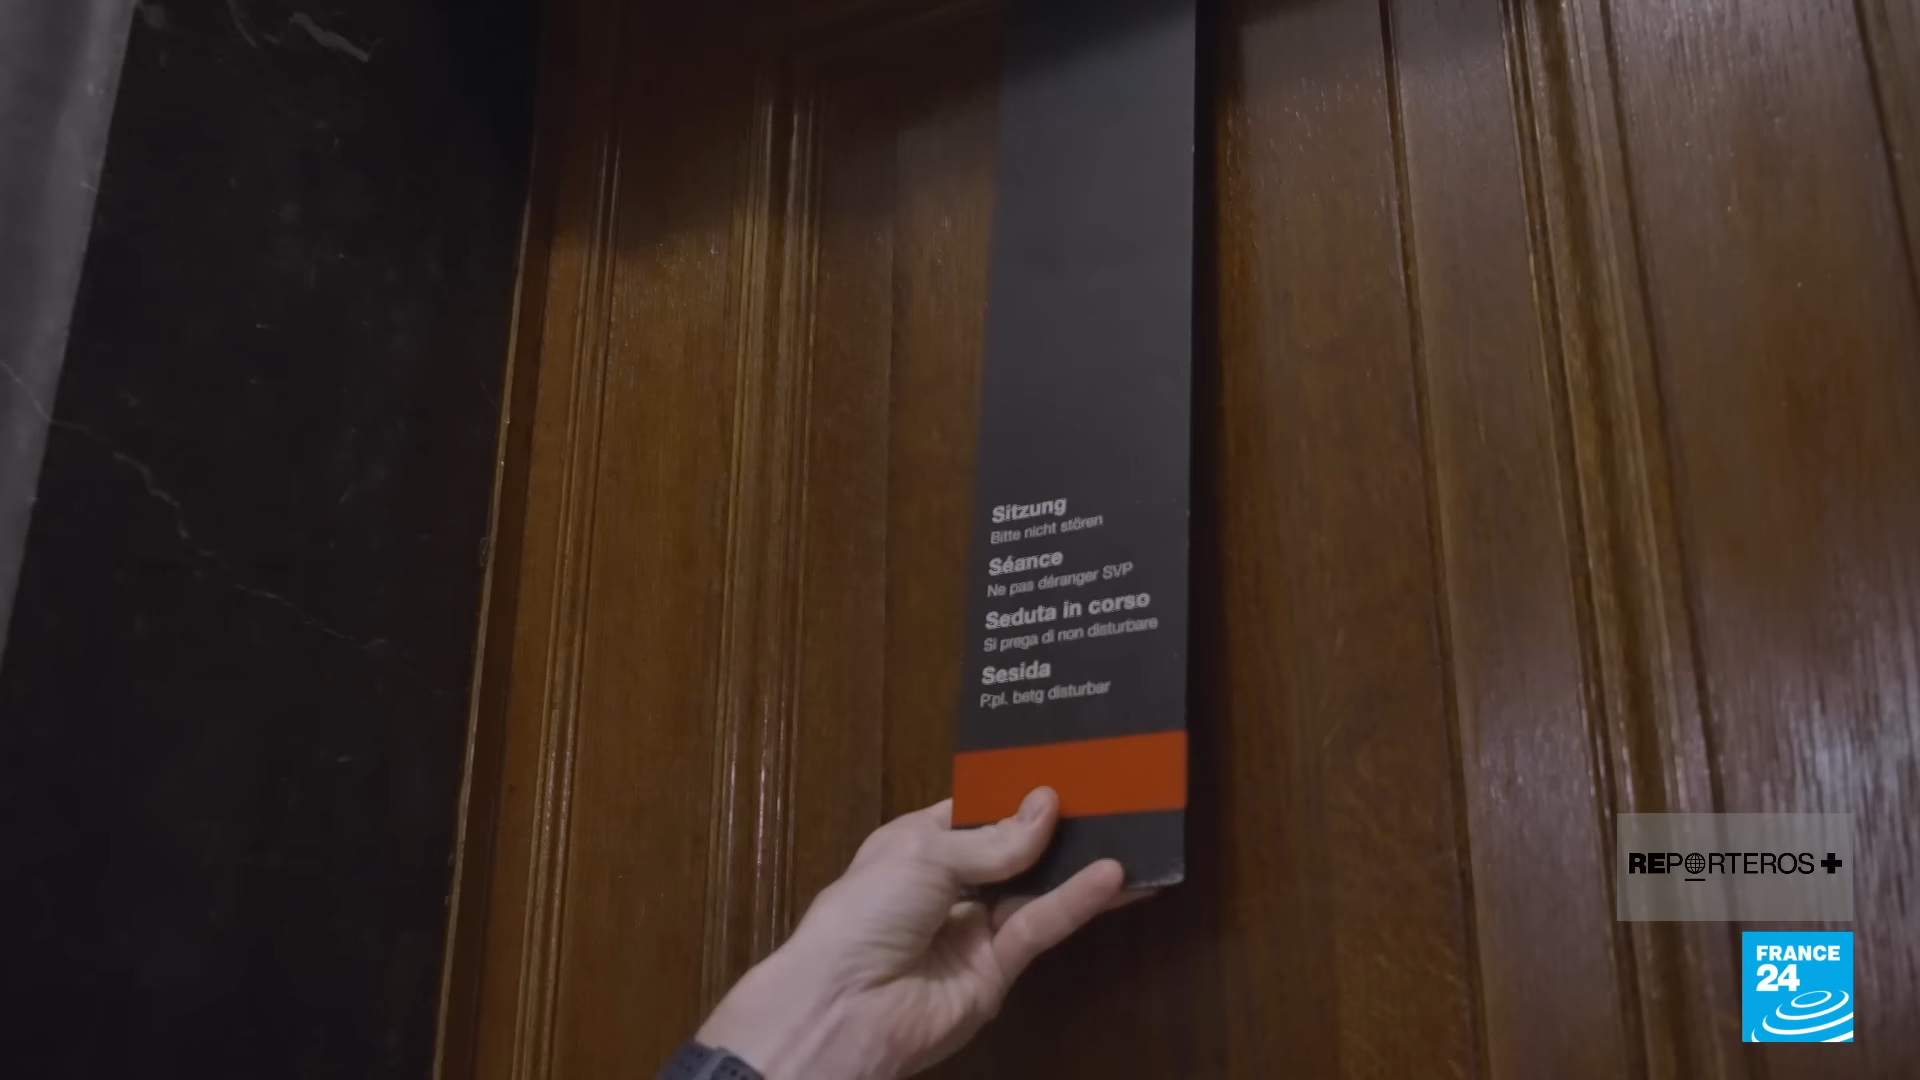 Sitzung
Bitte nicht stören
Séance
Ne pas déranger SVP
Seduta in corso
Si prega di non disturbare
Sesida
P.pl. betg disturbar
REPORTEROS +
FRANCE
24